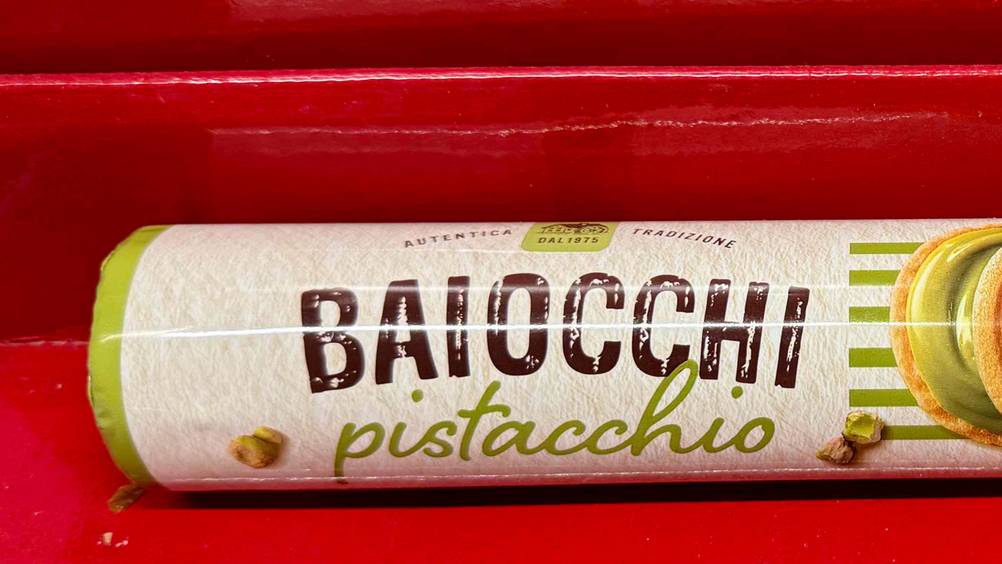 AUTENTICA TRADIZIONE
DAL 1975
BAIOCCHI
pistacchio